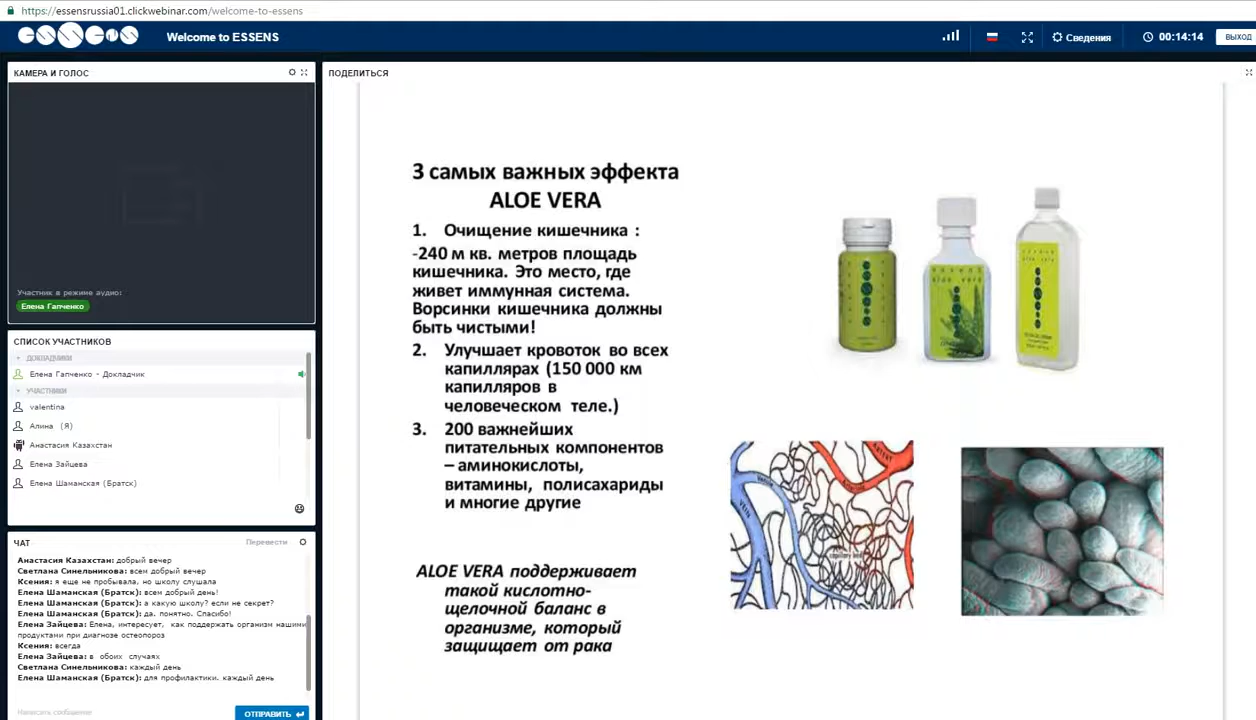 https://essensrussia01.clickwebinar.com/welcome-to-essens
ESSENS
Welcome to ESSENS
Сведения
00:14:14
ВЫХОД
КАМЕРА И ГОЛОС
Участник в режиме аудио:
Елена Гапченко
СПИСОК УЧАСТНИКОВ
ДОКЛАДЧИКИ
Елена Гапченко - Докладчик
УЧАСТНИКИ
valentina
Алина (Я)
Анастасия Казахстан
Елена Зайцева
Елена Шаманская (Братск)
ЧАТ
Перевести
Анастасия Казахстан: добрый вечер
Светлана Синельникова: всем добрый вечер
Ксения: я еще не пробывала, но школу слушала
Елена Шаманская (Братск): всем добрый день!
Елена Шаманская (Братск): а какую школу? если не секрет?
Елена Шаманская (Братск): да. понятно. Спасибо!
Елена Зайцева: Елена, интересует, как поддержать организм нашими
продуктами при диагнозе остеопороз
Ксения: всегда
Елена Зайцева: в обоих случаях
Светлана Синельникова: каждый день
Елена Шаманская (Братск): для профилактики. каждый день
Написать сообщение
ОТПРАВИТЬ
ПОДЕЛИТЬСЯ
3 самых важных эффекта
ALOE VERA
1. Очищение кишечника :
-240 м кв. метров площадь
кишечника. Это место, где
живет иммунная система.
Ворсинки кишечника должны
быть чистыми!
2. Улучшает кровоток во всех
капиллярах (150 000 км
капилляров в
человеческом теле.)
3. 200 важнейших
питательных компонентов
– аминокислоты,
витамины, полисахариды
и многие другие
ALOE VERA поддерживает
такой кислотно-
щелочной баланс в
организме, который
защищает от рака
aloe vera
VEIN